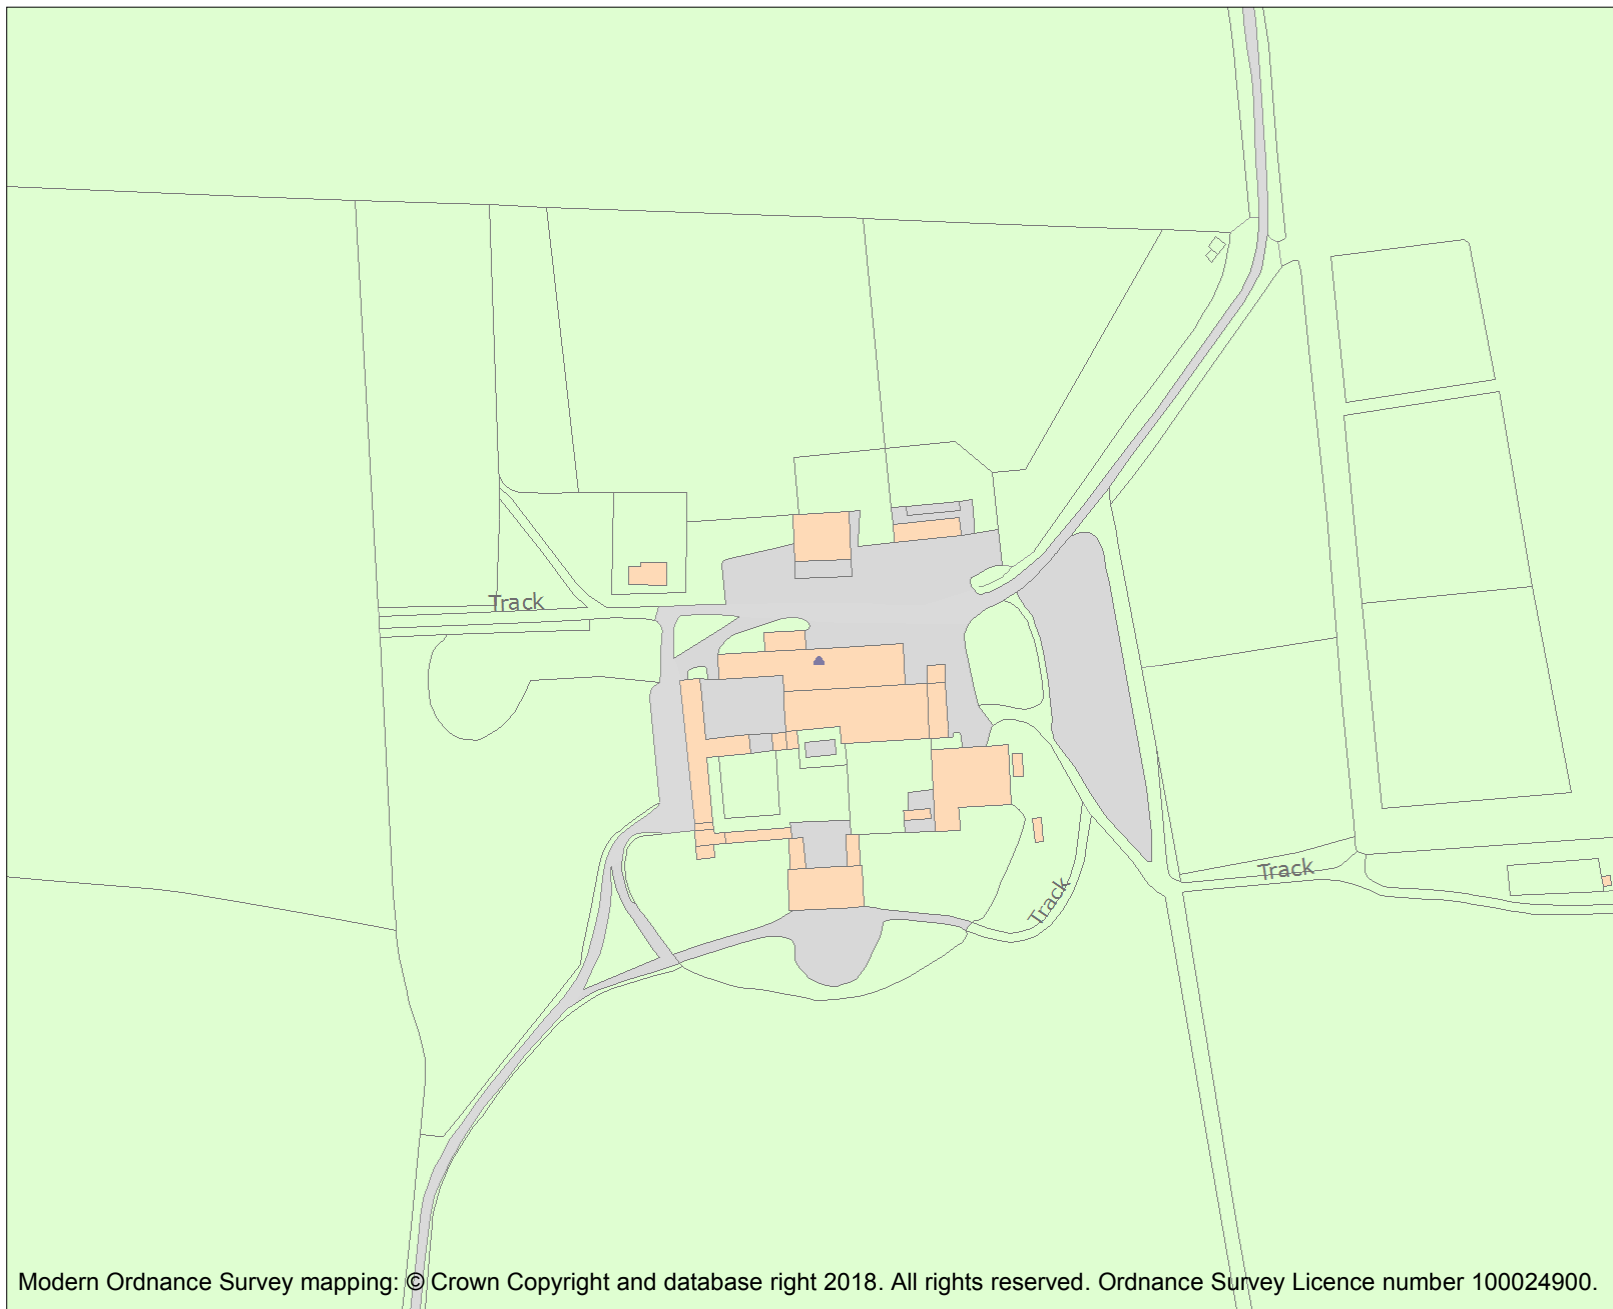 Track
Track
Track
Modern Ordnance Survey mapping: © Crown Copyright and database right 2018. All rights reserved. Ordnance Survey Licence number 100024900.